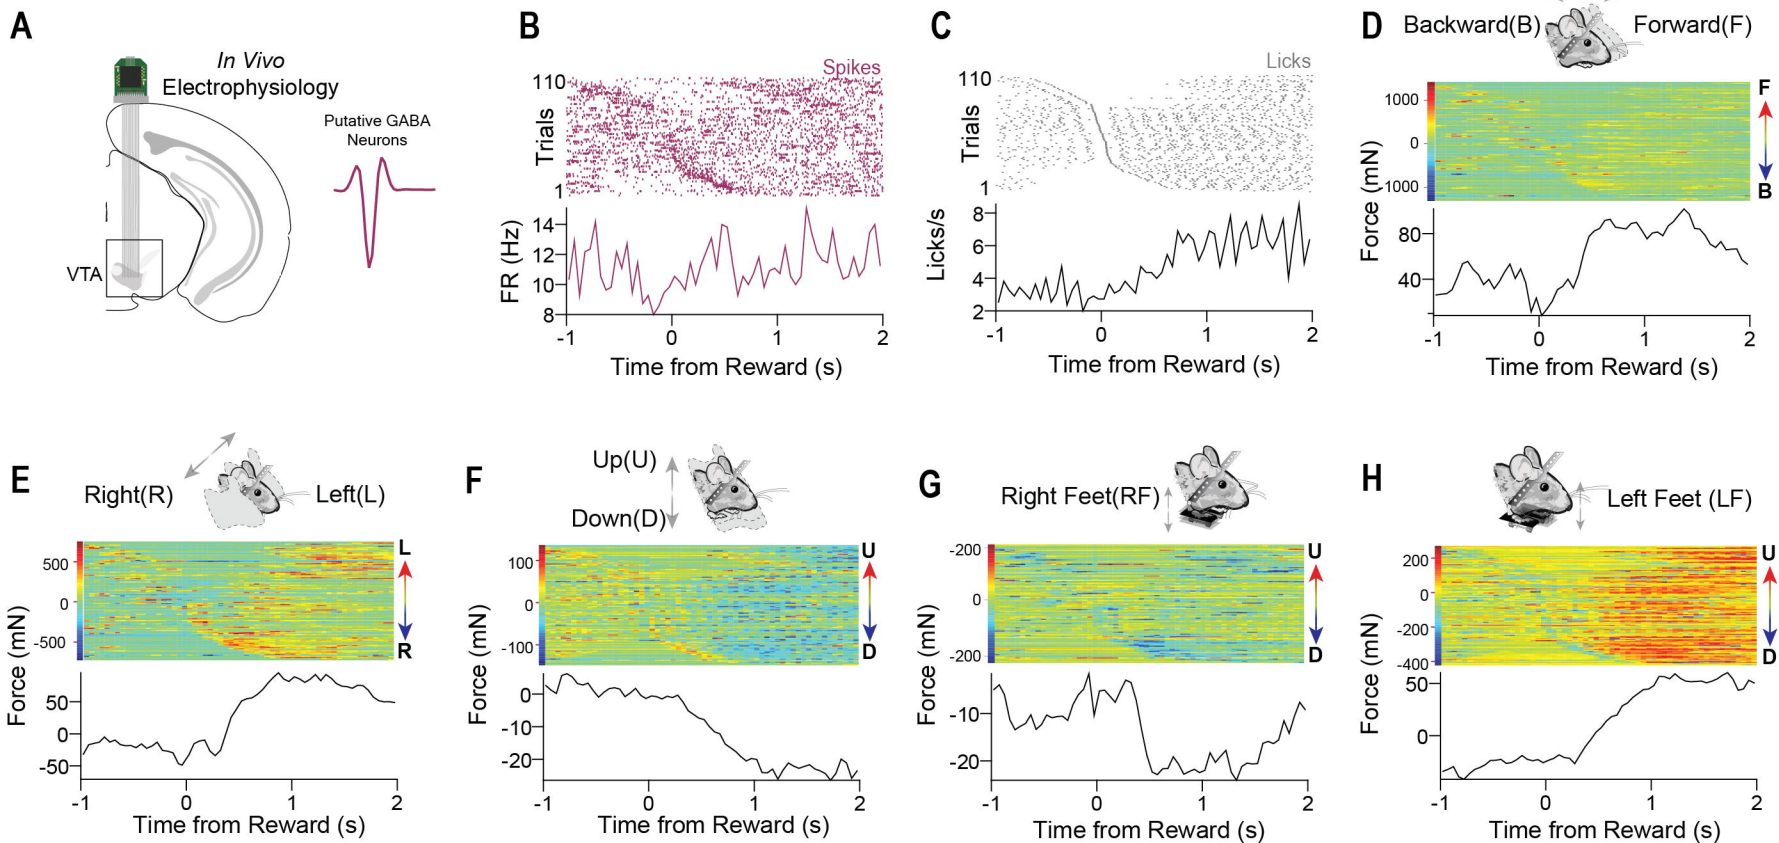 A
In Vivo
Electrophysiology
Putative GABA
Neurons
VTA
B
Spikes
110
Trials
1
14
12
10
8
FR (Hz)
-1 0 1 2
Time from Reward (s)
C
Licks
110
Trials
1
8
6
4
2
Licks/s
-1 0 1 2
Time from Reward (s)
D
Backward(B) Forward(F)
F
1000
0
1000
B
Force (mN)
80
40
Force
-1 0 1 2
Time from Reward (s)
E
Right(R) Left(L)
L
500
0
-500
R
Force (mN)
50
0
-50
-1 0 1 2
Time from Reward (s)
F
Up(U)
Down(D)
U
100
0
-100
D
Force (mN)
0
-10
-20
-1 0 1 2
Time from Reward (s)
G
Right Feet(RF)
U
-200
0
-200
D
Force (mN)
-10
-20
-1 0 1 2
Time from Reward (s)
H
Left Feet (LF)
U
200
0
-200
-400
D
Force (mN)
50
0
-1 0 1 2
Time from Reward (s)